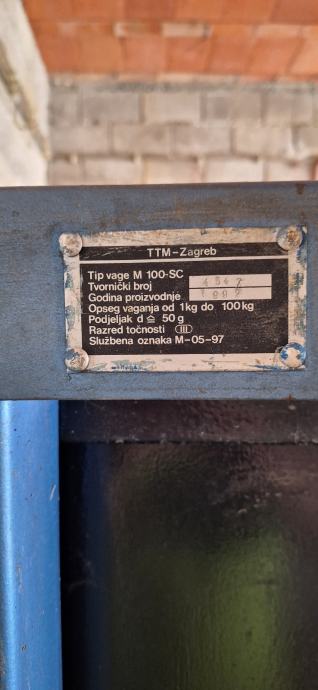 TTM-Zagreb
Tip vage M 100-SC
Tvornički broj
Godina proizvodnje
Opseg vaganja od 1kg do 100kg
Podjeljak d ≙ 50 g
Razred točnosti III
Službena oznaka M-05-97